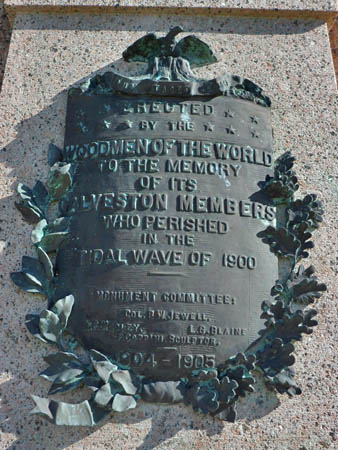 ERECTED
BY THE
WOODMEN OF THE WORLD
TO THE MEMORY
OF ITS
GALVESTON MEMBERS
WHO PERISHED
IN THE
TIDAL WAVE OF 1900
MONUMENT COMMITTEE:
COL. B.V. JEWELL.
L.G. BLAINE
SCULPTOR.
1904-1905